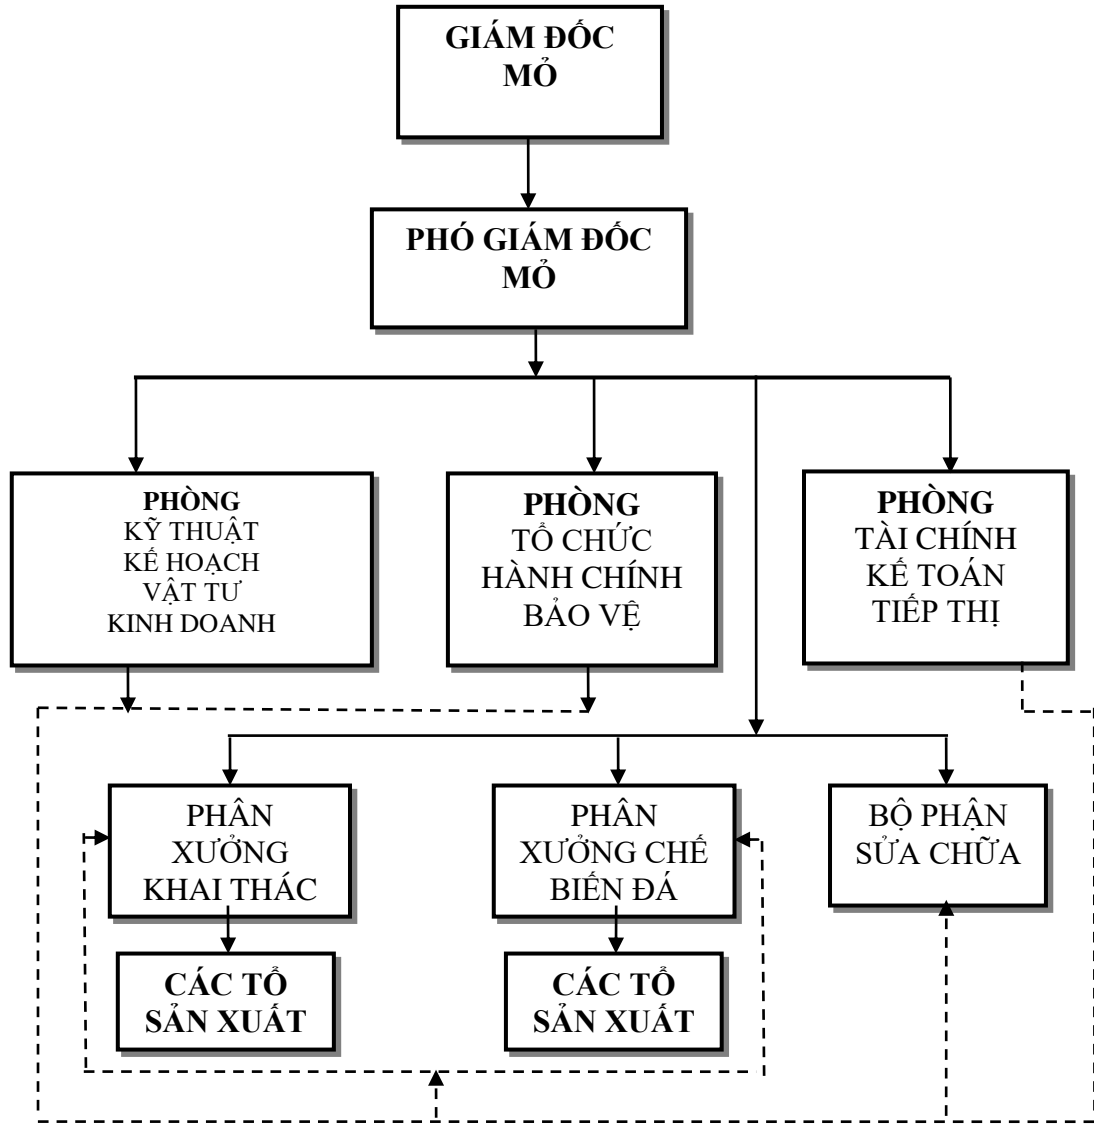 GIÁM ĐỐC
MỎ
PHÓ GIÁM ĐỐC
MỎ
PHÒNG
KỸ THUẬT
KẾ HOẠCH
VẬT TƯ
KINH DOANH
PHÒNG
TỔ CHỨC
HÀNH CHÍNH
BẢO VỆ
PHÒNG
TÀI CHÍNH
KẾ TOÁN
TIẾP THỊ
PHÂN
XƯỞNG
KHAI THÁC
PHÂN
XƯỞNG CHẾ
BIẾN ĐÁ
BỘ PHẬN
SỬA CHỮA
CÁC TỔ
SẢN XUẤT
CÁC TỔ
SẢN XUẤT